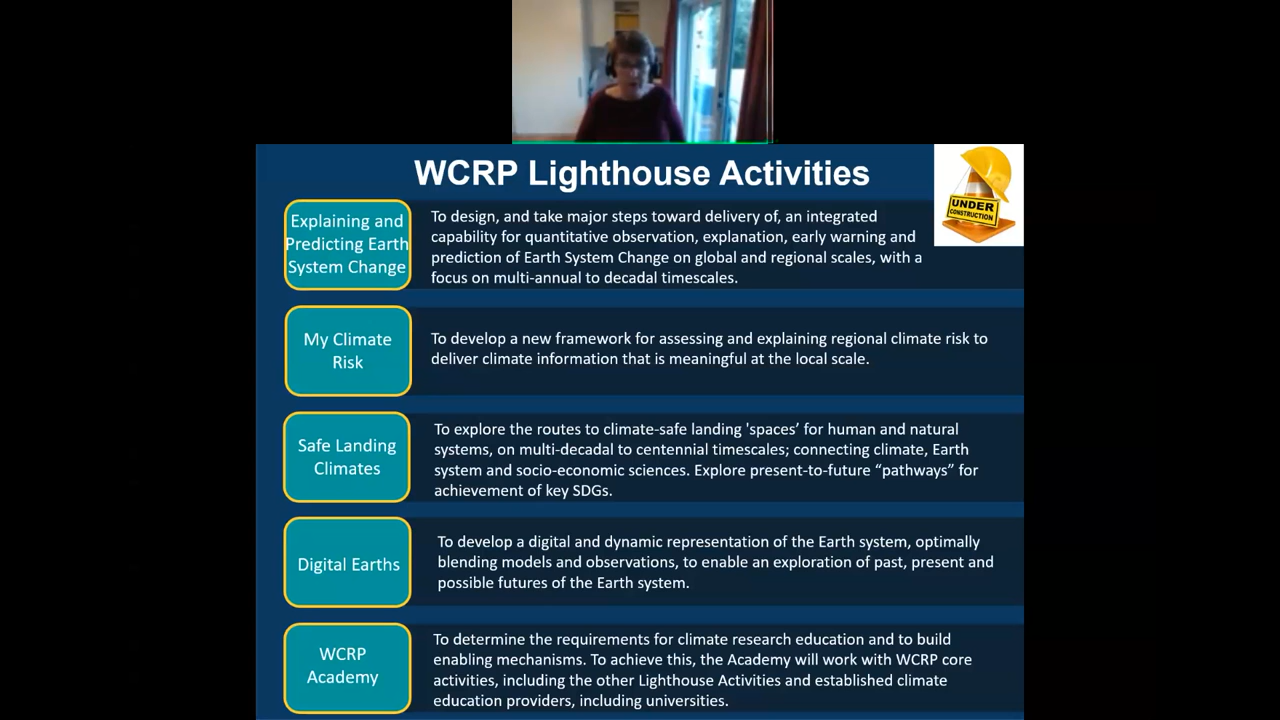 WCRP Lighthouse Activities
UNDER
CONSTRUCTION
Explaining and
Predicting Earth
System Change
To design, and take major steps toward delivery of, an integrated
capability for quantitative observation, explanation, early warning and
prediction of Earth System Change on global and regional scales, with a
focus on multi-annual to decadal timescales.
My Climate
Risk
To develop a new framework for assessing and explaining regional climate risk to
deliver climate information that is meaningful at the local scale.
Safe Landing
Climates
To explore the routes to climate-safe landing 'spaces’ for human and natural
systems, on multi-decadal to centennial timescales; connecting climate, Earth
system and socio-economic sciences. Explore present-to-future “pathways” for
achievement of key SDGs.
Digital Earths
To develop a digital and dynamic representation of the Earth system, optimally
blending models and observations, to enable an exploration of past, present and
possible futures of the Earth system.
WCRP
Academy
To determine the requirements for climate research education and to build
enabling mechanisms. To achieve this, the Academy will work with WCRP core
activities, including the other Lighthouse Activities and established climate
education providers, including universities.